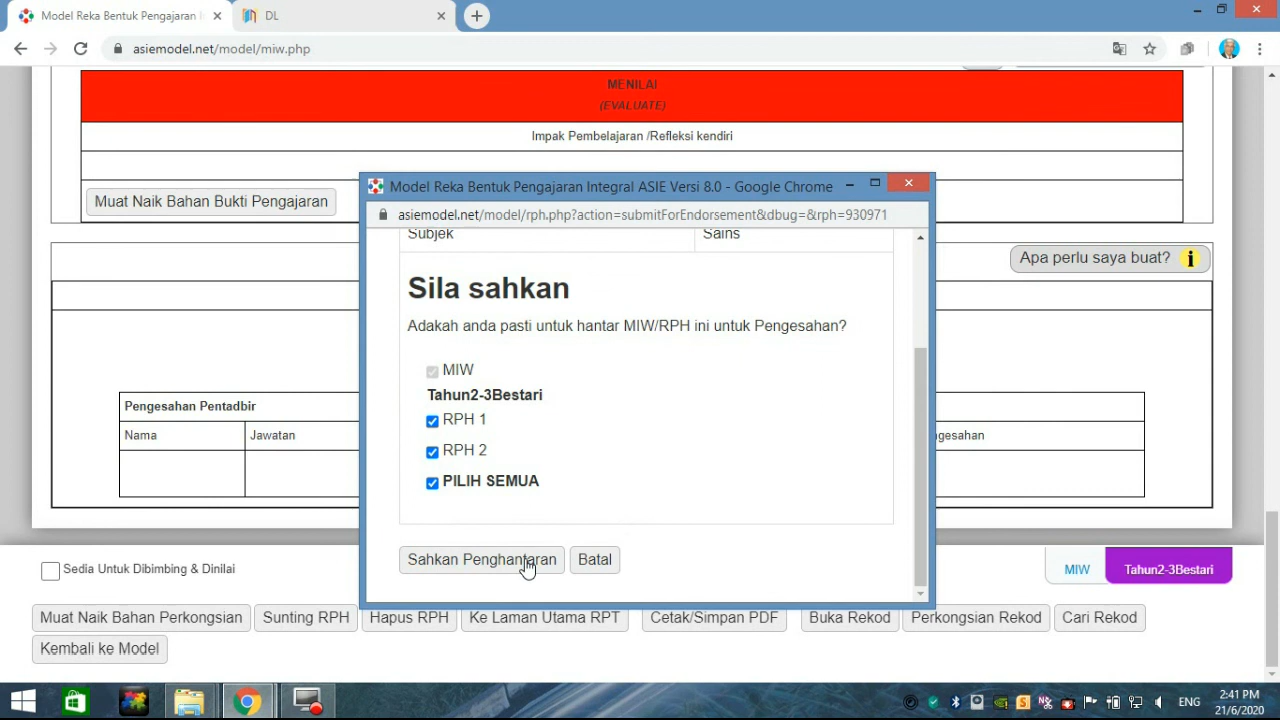 Model Reka Bentuk Pengajaran I
DL
asiemodel.net/model/miw.php
MENILAI
(EVALUATE)
Impak Pembelajaran /Refleksi kendiri
Muat Naik Bahan Bukti Pengajaran
Model Reka Bentuk Pengajaran Integral ASIE Versi 8.0 - Google Chrome
asiemodel.net/model/rph.php?action=submitForEndorsement&dbug=&rph=930971
Subjek
Sains
Apa perlu saya buat? i
Sila sahkan
Adakah anda pasti untuk hantar MIW/RPH ini untuk Pengesahan?
MIW
Tahun2-3Bestari
RPH 1
RPH 2
PILIH SEMUA
Pengesahan Pentadbir
Nama
Jawatan
gesahan
Sahkan Penghantaran
Batal
Sedia Untuk Dibimbing & Dinilai
MIW
Tahun2-3Bestari
Muat Naik Bahan Perkongsian
Sunting RPH
Hapus RPH
Ke Laman Utama RPT
Cetak/Simpan PDF
Buka Rekod
Perkongsian Rekod
Cari Rekod
Kembali ke Model
ENG
2:41 PM
21/6/2020